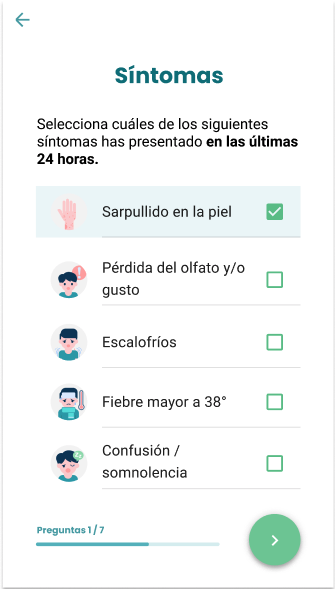 Síntomas
Selecciona cuáles de los siguientes
síntomas has presentado en las últimas
24 horas.
Sarpullido en la piel
Pérdida del olfato y/o
gusto
Escalofríos
Fiebre mayor a 38°
Confusión /
somnolencia
Preguntas 1 / 7